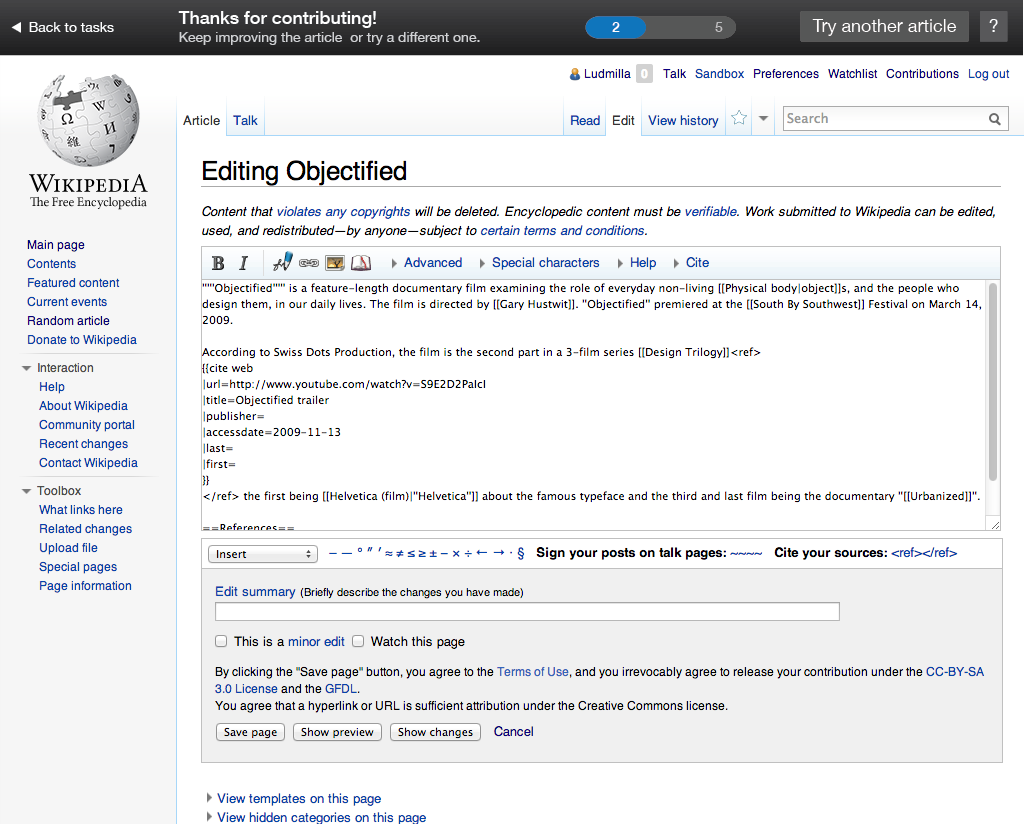 Back to tasks
Thanks for contributing!
Keep improving the article or try a different one.
2 5
Try another article
?
Ludmilla 0 Talk Sandbox Preferences Watchlist Contributions Log out
Article Talk Read Edit View history Search
WIKIPEDIA
The Free Encyclopedia
Main page
Contents
Featured content
Current events
Random article
Donate to Wikipedia
Interaction
Help
About Wikipedia
Community portal
Recent changes
Contact Wikipedia
Toolbox
What links here
Related changes
Upload file
Special pages
Page information
Editing Objectified
Content that violates any copyrights will be deleted. Encyclopedic content must be verifiable. Work submitted to Wikipedia can be edited,
used, and redistributed—by anyone—subject to certain terms and conditions.
B I Advanced Special characters Help Cite
"""Objectified""" is a feature-length documentary film examining the role of everyday non-living [[Physical body|object]]s, and the people who
design them, in our daily lives. The film is directed by [[Gary Hustwit]]. "Objectified" premiered at the [[South By Southwest]] Festival on March 14,
2009.
According to Swiss Dots Production, the film is the second part in a 3-film series [[Design Trilogy]]<ref>
{{cite web
|url=http://www.youtube.com/watch?v=S9E2D2PaIcI
|title=Objectified trailer
|publisher=
|accessdate=2009-11-13
|last=
|first=
}}
</ref> the first being [[Helvetica (film)|"Helvetica"]] about the famous typeface and the third and last film being the documentary "[[Urbanized]]".
==References==
Insert – — ° ″ ′ ≈ ≠ ≤ ≥ ± − × ÷ ← → · § Sign your posts on talk pages: ~~~~ Cite your sources: <ref></ref>
Edit summary (Briefly describe the changes you have made)
This is a minor edit Watch this page
By clicking the "Save page" button, you agree to the Terms of Use, and you irrevocably agree to release your contribution under the CC-BY-SA
3.0 License and the GFDL.
You agree that a hyperlink or URL is sufficient attribution under the Creative Commons license.
Save page Show preview Show changes Cancel
View templates on this page
View hidden categories on this page